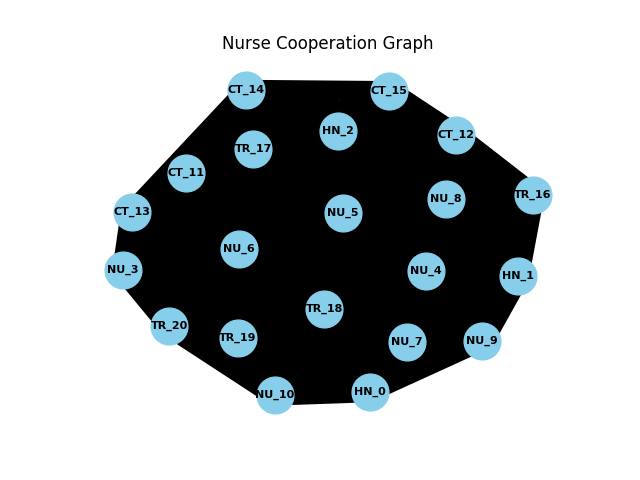 Nurse Cooperation Graph
CT_14
CT_15
HN_2
CT_12
TR_17
CT_11
TR_16
NU_8
CT_13
NU_5
NU_6
NU_3
NU_4
HN_1
TR_18
TR_20
TR_19
NU_7
NU_9
NU_10
HN_0